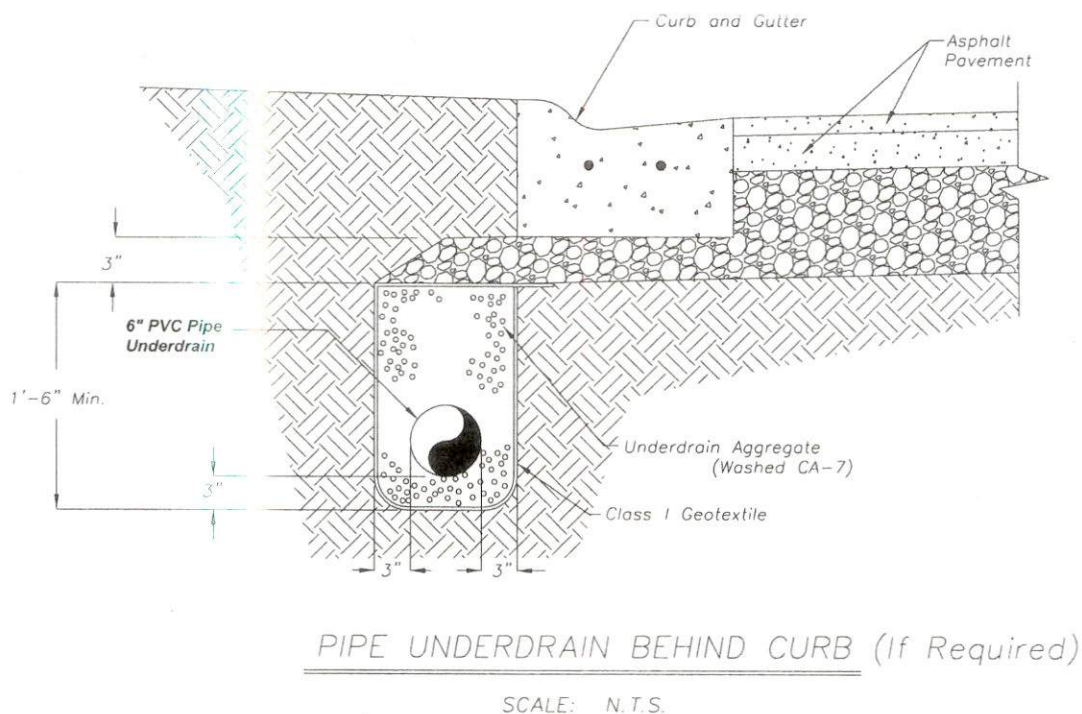 Curb and Gutter
Asphalt
Pavement
3"
6" PVC Pipe
Underdrain
1'-6" Min.
Underdrain Aggregate
(Washed CA-7)
3"
Class I Geotextile
3"
3"
PIPE UNDERDRAIN BEHIND CURB (If Required)
SCALE: N.T.S.